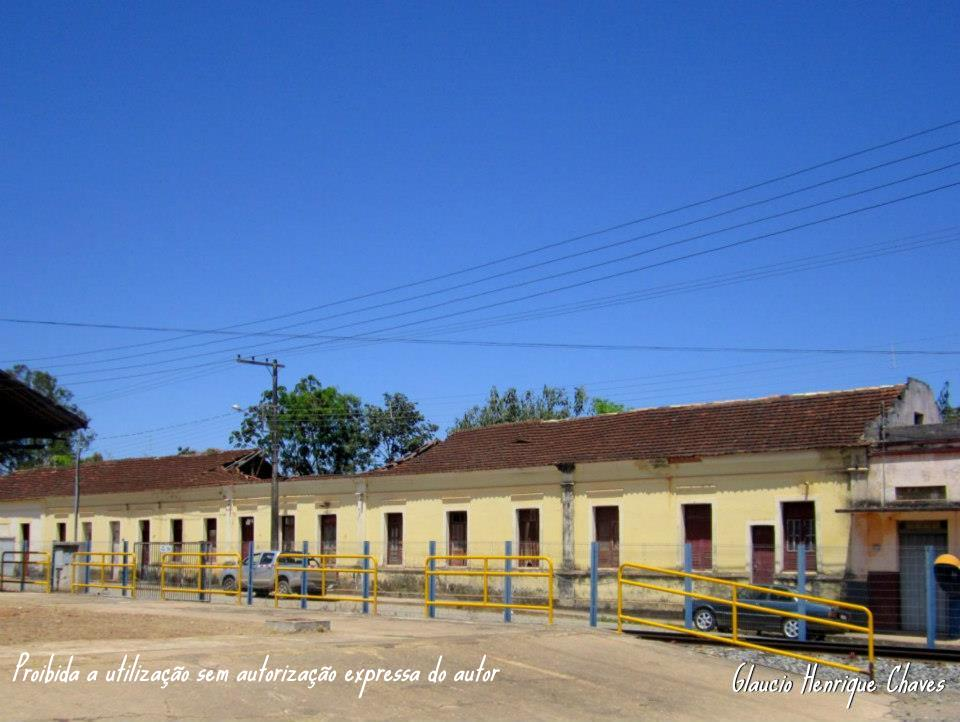 Proibida a utilização sem autorização expressa do autor
Glaucio Henrique Chaves